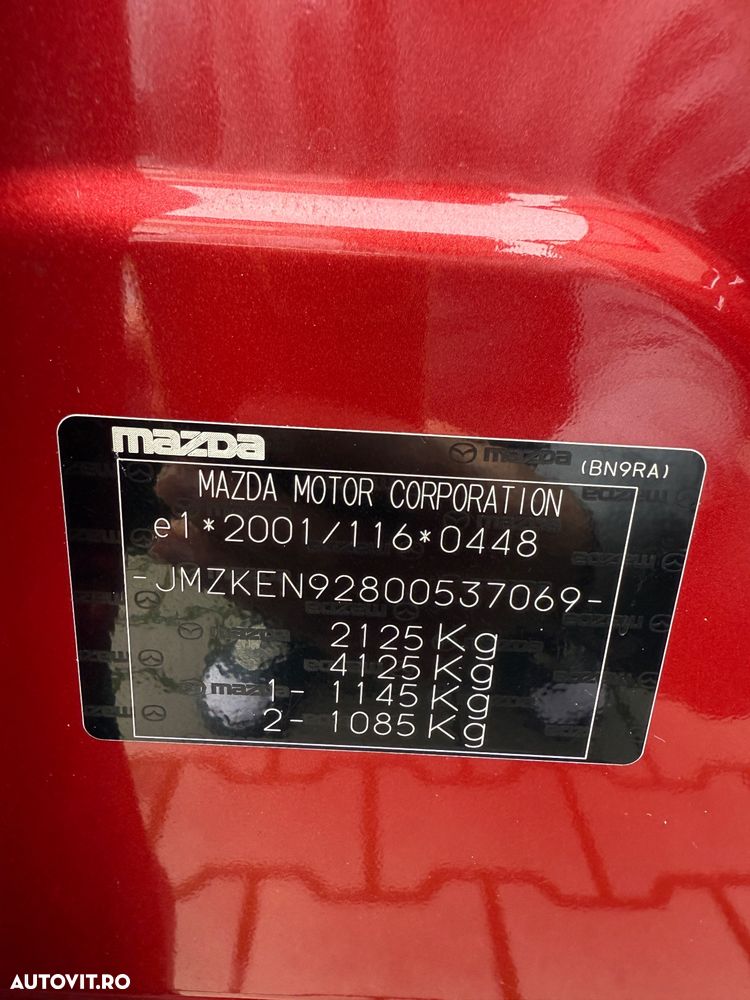 mazda
(BN9RA)
MAZDA MOTOR CORPORATION
e1*2001/116*0448
-JMZKEN92800537069-
2125Kg
4125Kg
1- 1145Kg
2- 1085Kg
AUTOVIT.RO